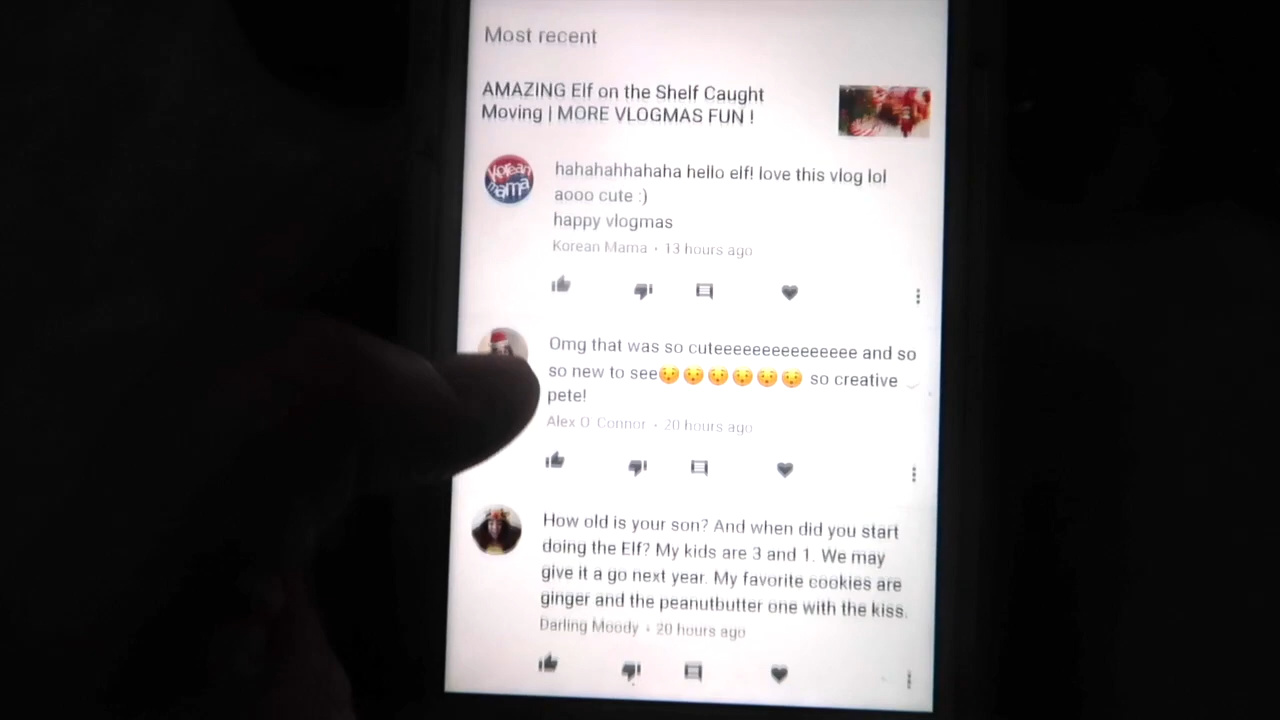 Most recent
AMAZING Elf on the Shelf Caught
Moving | MORE VLOGMAS FUN !
Korean
mama
hahahahhahaha hello elf! love this vlog lol
aooo cute :)
happy vlogmas
Korean Mama · 13 hours ago
Omg that was so cuteeeeeeeeeeeeeee and so
so new to see😯😯😯😯😯😯 so creative
pete!
Alex O Connor · 20 hours ago
How old is your son? And when did you start
doing the Elf? My kids are 3 and 1. We may
give it a go next year. My favorite cookies are
ginger and the peanutbutter one with the kiss.
Darling Moody · 20 hours ago